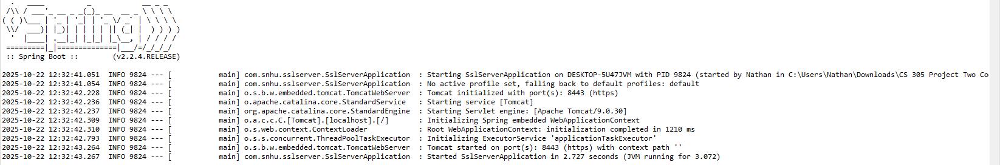 .   ____          _            __ _ _
 /\\ / ___'_ __ _ _(_)_ __  __ _ \ \ \ \
( ( )\___ | '_ | '_| | '_ \/ _` | \ \ \ \
 \\/  ___)| |_)| | | | | || (_| |  ) ) ) )
  '  |____| .__|_| |_|_| |_\__, | / / / /
 =========|_|==============|___/=/_/_/_/
 :: Spring Boot ::        (v2.2.4.RELEASE)
2025-10-22 12:32:41.051  INFO 9824 --- [           main] com.snhu.sslserver.SslServerApplication  : Starting SslServerApplication on DESKTOP-5U47JVM with PID 9824 (started by Nathan in C:\Users\Nathan\Downloads\CS 305 Project Two Co
2025-10-22 12:32:41.054  INFO 9824 --- [           main] com.snhu.sslserver.SslServerApplication  : No active profile set, falling back to default profiles: default
2025-10-22 12:32:42.228  INFO 9824 --- [           main] o.s.b.w.embedded.tomcat.TomcatWebServer  : Tomcat initialized with port(s): 8443 (https)
2025-10-22 12:32:42.236  INFO 9824 --- [           main] o.apache.catalina.core.StandardService   : Starting service [Tomcat]
2025-10-22 12:32:42.237  INFO 9824 --- [           main] org.apache.catalina.core.StandardEngine  : Starting Servlet engine: [Apache Tomcat/9.0.30]
2025-10-22 12:32:42.309  INFO 9824 --- [           main] o.a.c.c.C.[Tomcat].[localhost].[/]       : Initializing Spring embedded WebApplicationContext
2025-10-22 12:32:42.310  INFO 9824 --- [           main] o.s.web.context.ContextLoader            : Root WebApplicationContext: initialization completed in 1210 ms
2025-10-22 12:32:42.793  INFO 9824 --- [           main] o.s.s.concurrent.ThreadPoolTaskExecutor  : Initializing ExecutorService 'applicationTaskExecutor'
2025-10-22 12:32:43.264  INFO 9824 --- [           main] o.s.b.w.embedded.tomcat.TomcatWebServer  : Tomcat started on port(s): 8443 (https) with context path ''
2025-10-22 12:32:43.267  INFO 9824 --- [           main] com.snhu.sslserver.SslServerApplication  : Started SslServerApplication in 2.727 seconds (JVM running for 3.072)